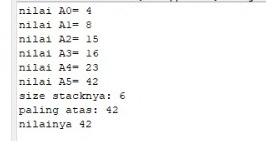 nilai A0= 4
nilai A1= 8
nilai A2= 15
nilai A3= 16
nilai A4= 23
nilai A5= 42
size stacknya: 6
paling atas: 42
nilainya 42